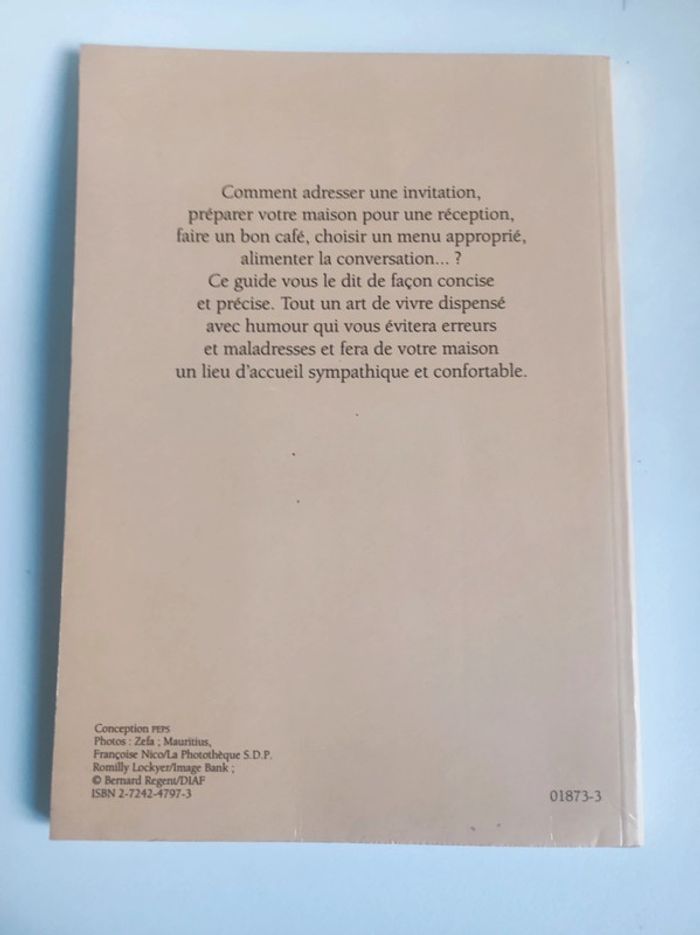 Comment adresser une invitation,
préparer votre maison pour une réception,
faire un bon café, choisir un menu approprié,
alimenter la conversation... ?
Ce guide vous le dit de façon concise
et précise. Tout un art de vivre dispensé
avec humour qui vous évitera erreurs
et maladresses et fera de votre maison
un lieu d'accueil sympathique et confortable.
Conception PEPS
Photos : Zefa ; Mauritius,
Françoise Nico/La Photothèque S.D.P.
Romilly Lockyer/Image Bank ;
© Bernard Regent/DIAF
ISBN 2-7242-4797-3
01873-3